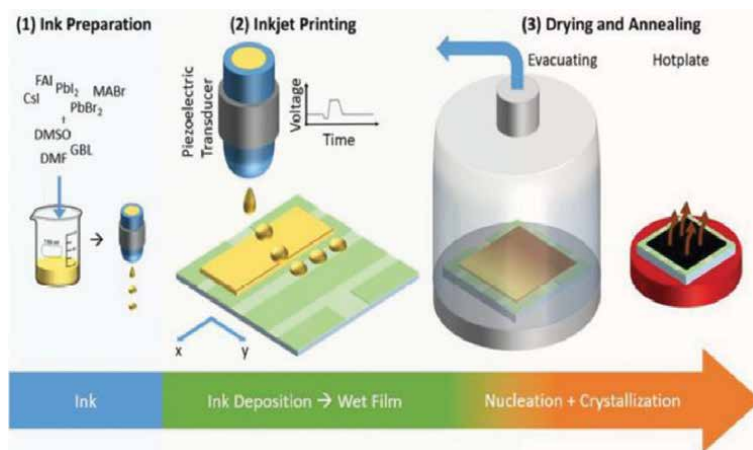 (1) Ink Preparation
FAI PbI₂ MABr
CsI PbBr₂
DMSO
DMF GBL
(2) Inkjet Printing
Piezoelectric
Transducer
Voltage
Time
x y
(3) Drying and Annealing
Evacuating Hotplate
Ink
Ink Deposition → Wet Film
Nucleation + Crystallization